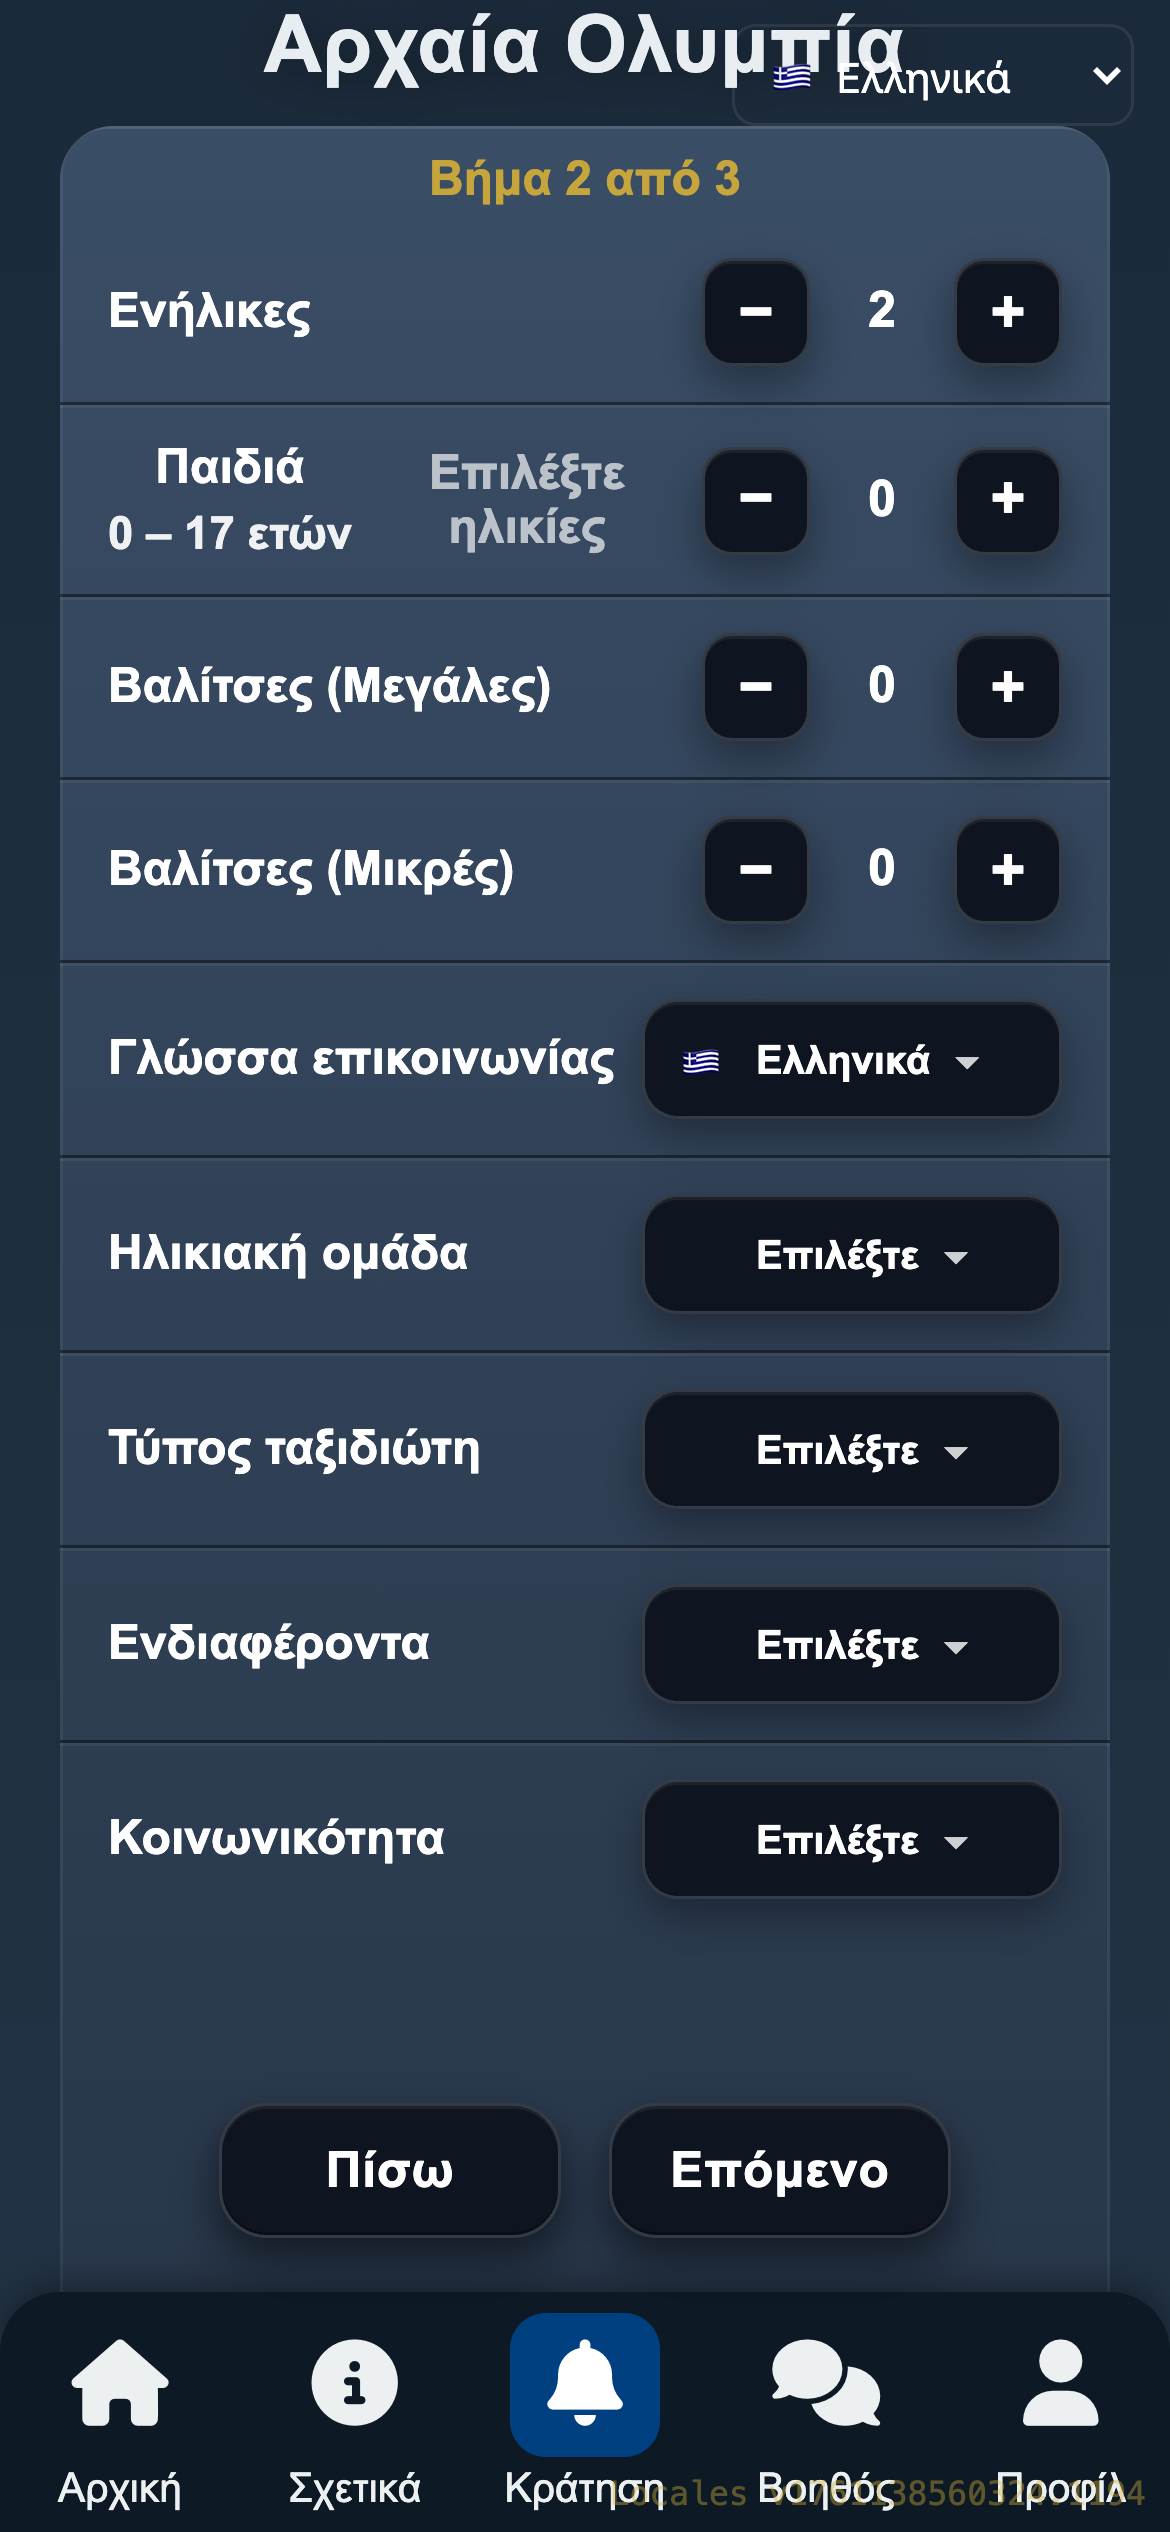 Αρχαία Ολυμπία
Ελληνικά
Βήμα 2 από 3
Ενήλικες
− 2 +
Παιδιά
0 – 17 ετών
Επιλέξτε
ηλικίες
− 0 +
Βαλίτσες (Μεγάλες)
− 0 +
Βαλίτσες (Μικρές)
− 0 +
Γλώσσα επικοινωνίας
Ελληνικά
Ηλικιακή ομάδα
Επιλέξτε
Τύπος ταξιδιώτη
Επιλέξτε
Ενδιαφέροντα
Επιλέξτε
Κοινωνικότητα
Επιλέξτε
Πίσω
Επόμενο
Αρχική
Σχετικά
Κράτηση
Βοηθός
Προφίλ
Locales